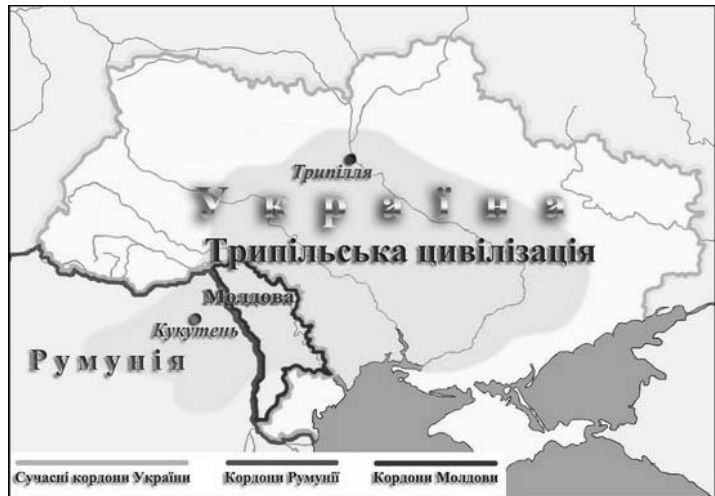 Трипілля
Україна
Трипільська цивілізація
Молдова
Кукутень
Румунія
Сучасні кордони України
Кордони Румунії
Кордони Молдови